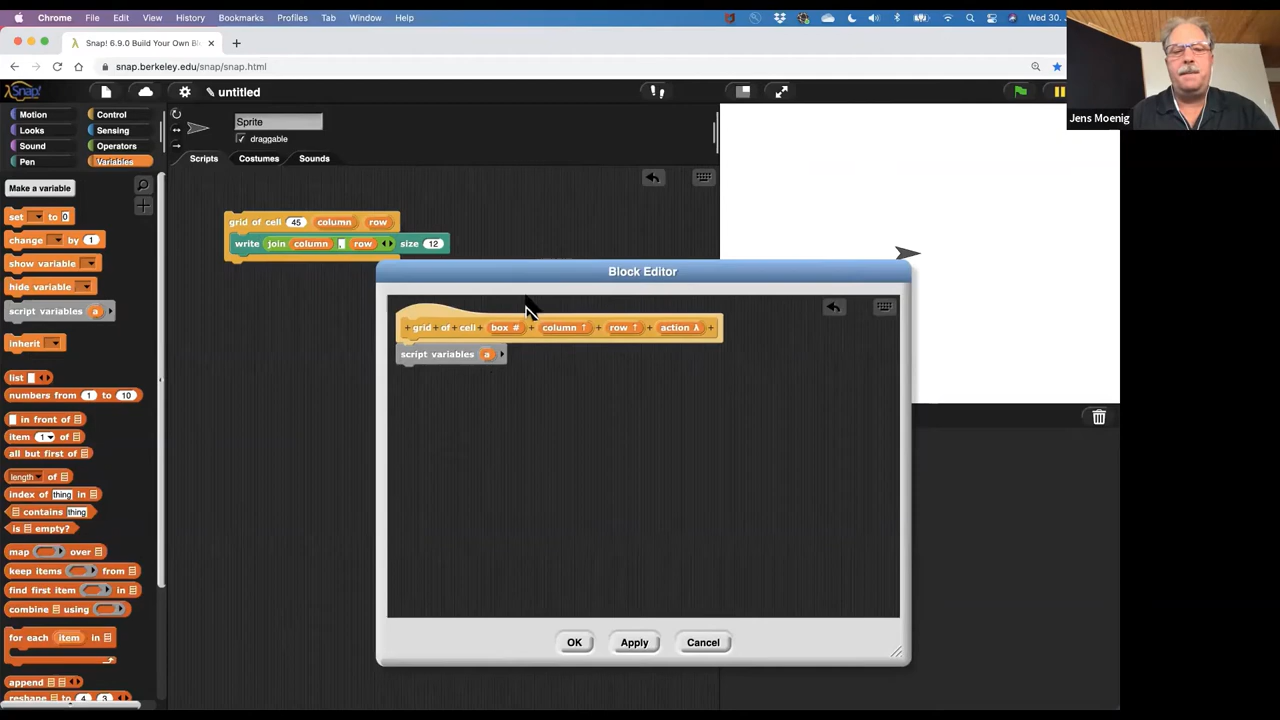 Chrome File Edit View History Bookmarks Profiles Tab Window Help Wed 30.
Snap! 6.9.0 Build Your Own Bl
snap.berkeley.edu/snap/snap.html
Jens Moenig
Snap! untitled
Motion Control
Looks Sensing
Sound Operators
Pen Variables
Sprite
draggable
Scripts Costumes Sounds
Make a variable
set to 0
change by 1
show variable
hide variable
script variables a
inherit
list
numbers from 1 to 10
in front of
item 1 of
all but first of
length of
index of thing in
contains thing
is empty?
map over
keep items from
find first item in
combine using
for each item in
append
reshape to 4 3
grid of cell 45 column row
write join column , row size 12
Block Editor
+ grid + of + cell + box # + column ↑ + row ↑ + action λ +
script variables a
OK Apply Cancel